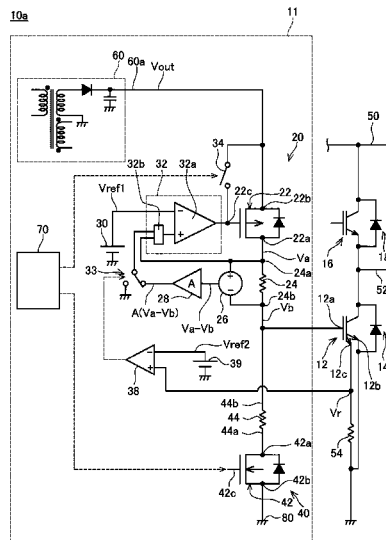 10a
11
60
60a
Vout
50
20
34
32
32b
32a
22
22b
Vref1
22c
16
18
30
22a
70
Va
33
24a
52
24
12a
A
28
26
24b
A(Va-Vb)
Va-Vb
Vb
Vref2
12
12c
12b
14
38
39
44b
Vr
44
54
44a
42a
42c
42b
42
40
80